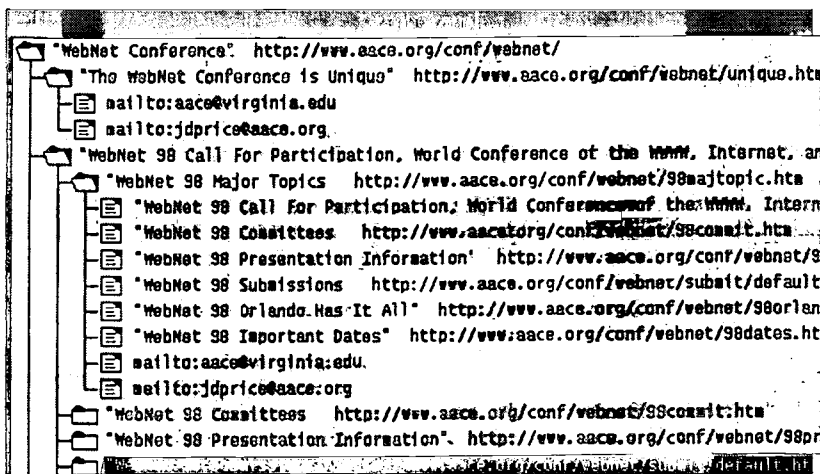 "WebNet Conference". http://www.aace.org/conf/webnet/
"The WebNet Conference is Unique" http://www.aace.org/conf/webnet/unique.htm
mailto:aace@virginia.edu
mailto:jdprice@aace.org
"WebNet 98 Call For Participation, World Conference of the WWW, Internet, an
"WebNet 98 Major Topics http://www.aace.org/conf/webnet/98majtopic.htm
"WebNet 98 Call For Participation, World Conference of the WWW, Intern
"WebNet 98 Committees http://www.aace.org/conf/webnet/98commit.htm
"WebNet 98 Presentation Information" http://www.aace.org/conf/webnet/9
"WebNet 98 Submissions http://www.aace.org/conf/webnet/submit/default
"WebNet 98 Orlando Has It All" http://www.aace.org/conf/webnet/98orlan
"WebNet 98 Important Dates" http://www.aace.org/conf/webnet/98dates.ht
mailto:aace@virginia.edu
mailto:jdprice@aace.org
"WebNet 98 Committees http://www.aace.org/conf/webnet/98commit.htm"
"WebNet 98 Presentation Information", http://www.aace.org/conf/webnet/98pr